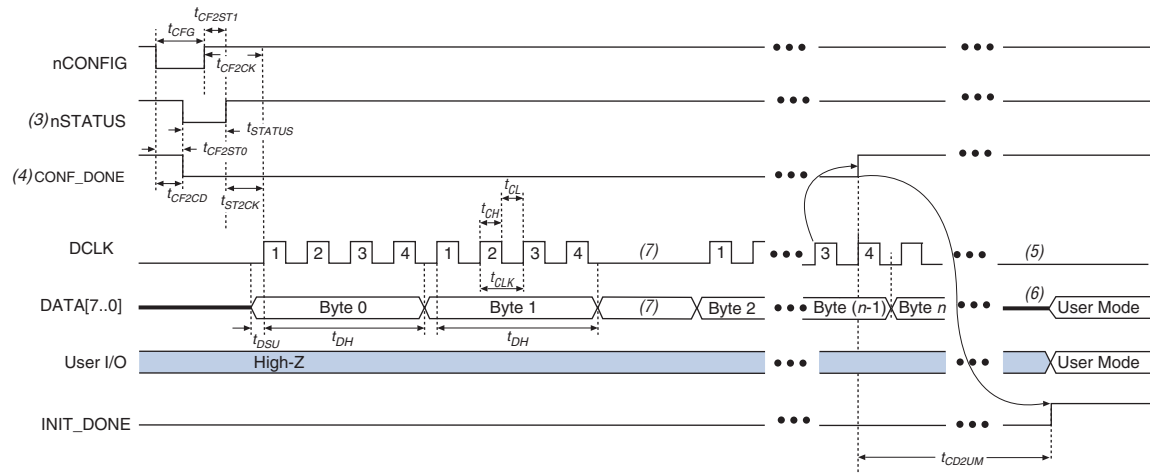 tCF2ST1
tCFG
nCONFIG
tCF2CK
(3) nSTATUS
tSTATUS
tCF2ST0
(4) CONF_DONE
tCF2CD
tST2CK
tCL
tCH
DCLK
1 2 3 4 1 2 3 4 (7) 1 3 4 (5)
tCLK
DATA[7..0]
Byte 0 Byte 1 (7) Byte 2 Byte (n-1) Byte n (6) User Mode
tDSU tDH tDH
User I/O
High-Z
User Mode
INIT_DONE
tCD2UM